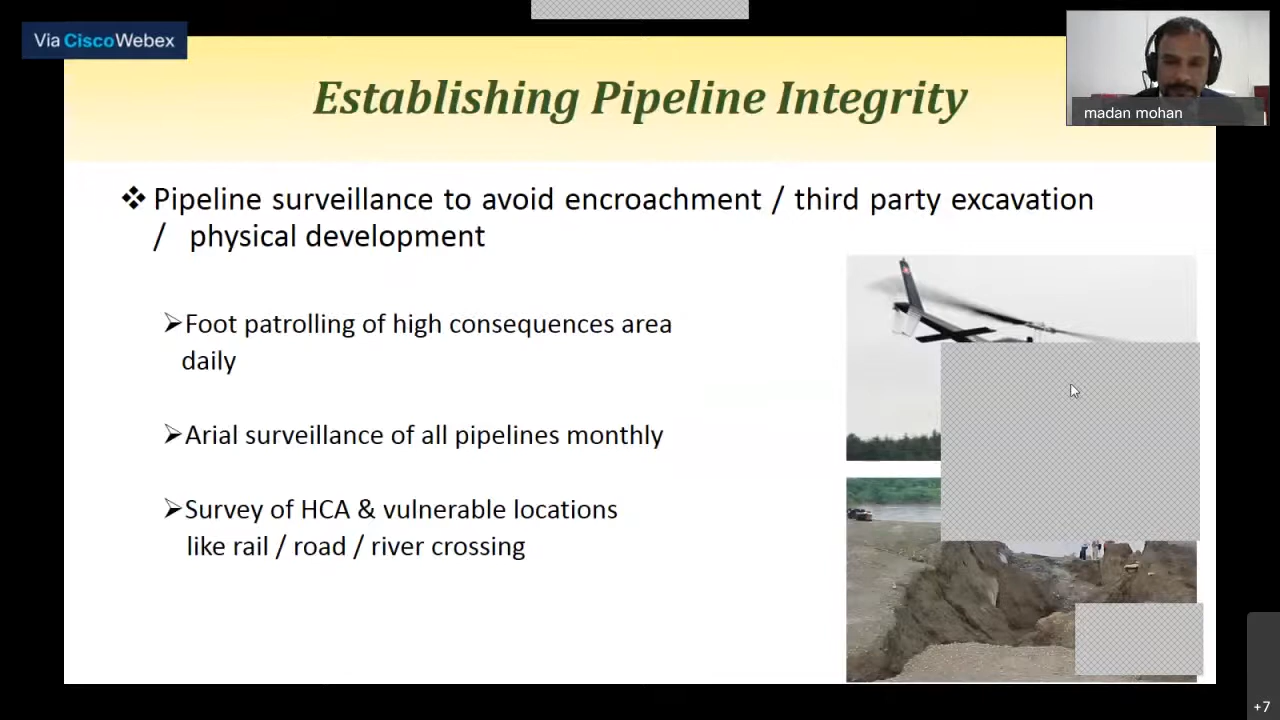 Via Cisco Webex
Establishing Pipeline Integrity
madan mohan
❖ Pipeline surveillance to avoid encroachment / third party excavation
/ physical development
➢Foot patrolling of high consequences area
daily
➢Arial surveillance of all pipelines monthly
➢Survey of HCA & vulnerable locations
like rail / road / river crossing
+7